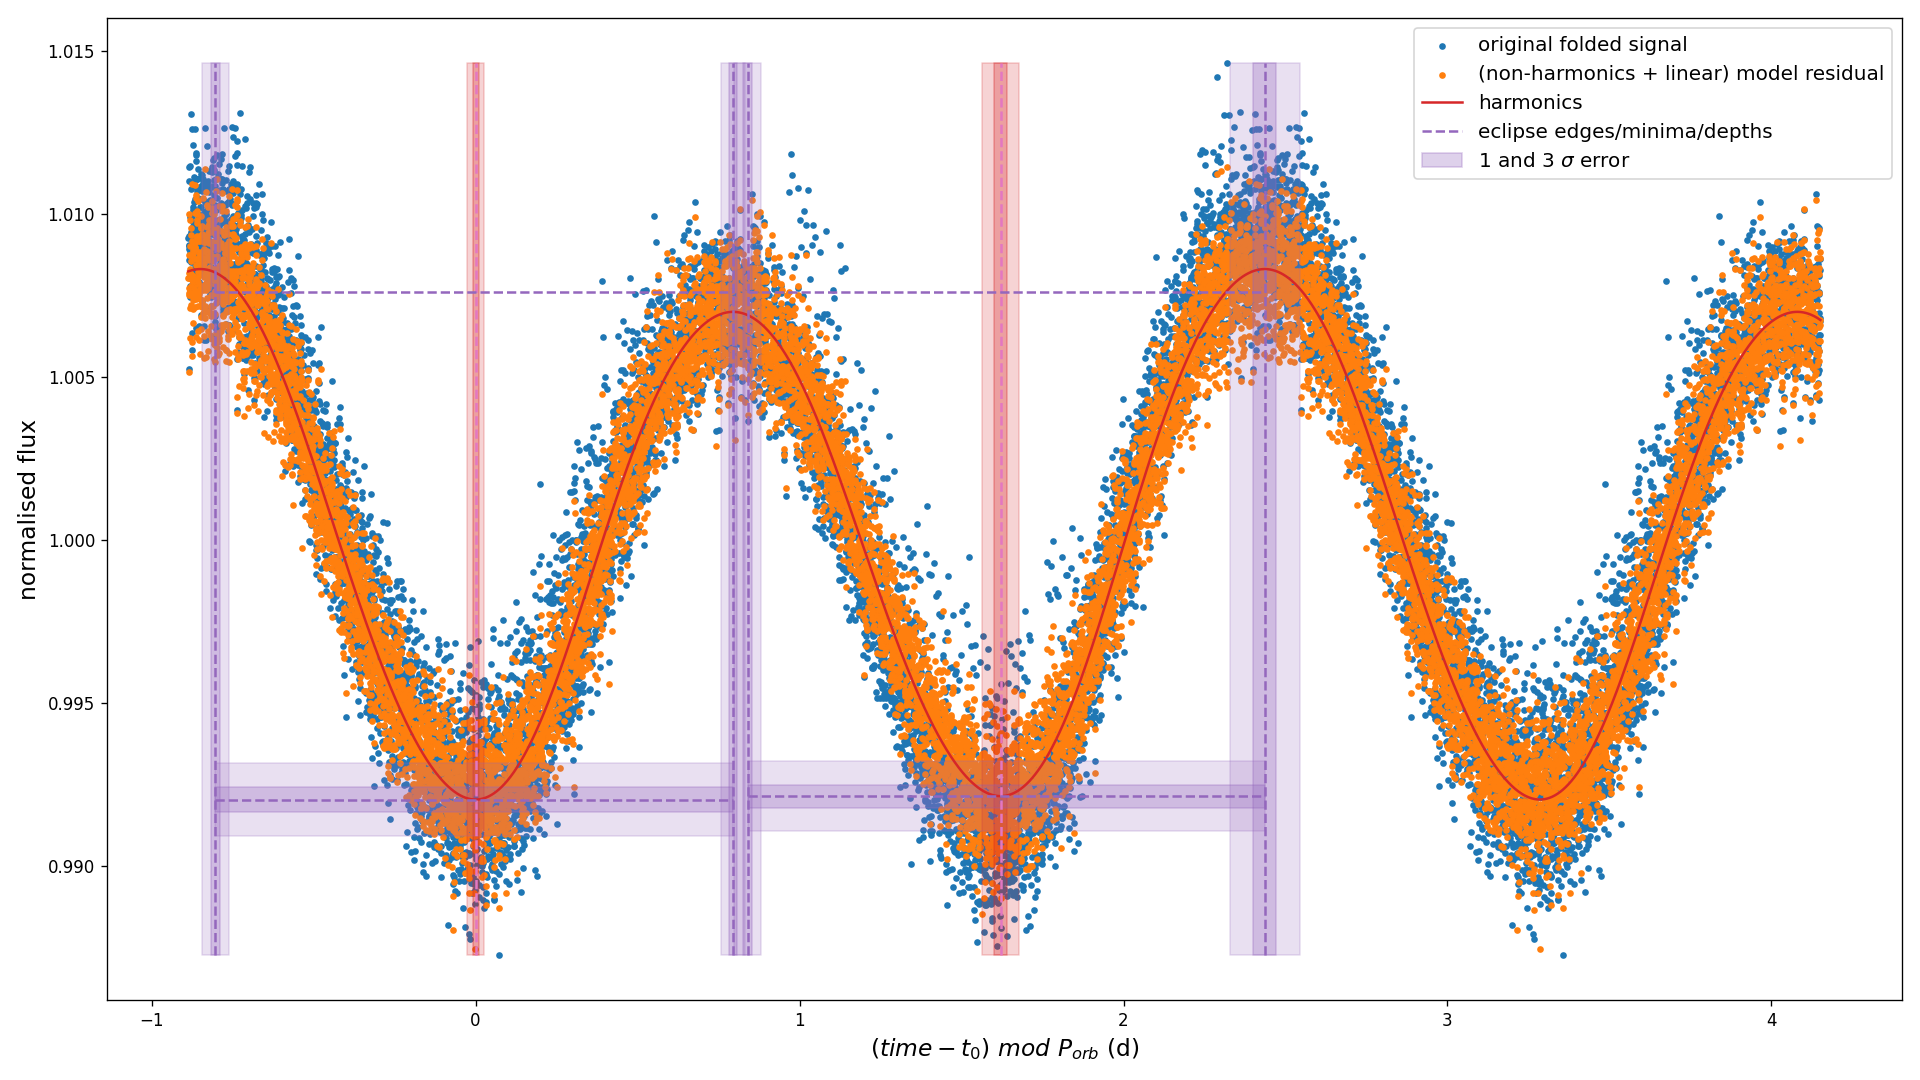 original folded signal
(non-harmonics + linear) model residual
harmonics
eclipse edges/minima/depths
1 and 3 σ error
normalised flux
1.015
1.010
1.005
1.000
0.995
0.990
−1 0 1 2 3 4
(time − t₀) mod P_orb (d)